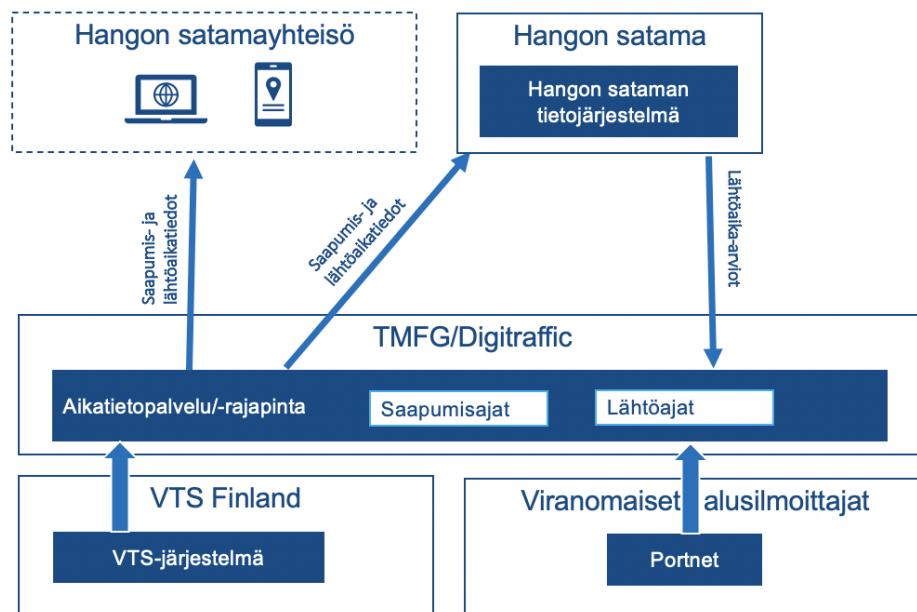 Hangon satamayhteisö
Hangon satama
Hangon sataman
tietojärjestelmä
Saapumis- ja
lähtöaikatiedot
Saapumis- ja
lähtöaikatiedot
Lähtöaika-arviot
TMFG/Digitraffic
Aikatietopalvelu/-rajapinta
Saapumisajat
Lähtöajat
VTS Finland
VTS-järjestelmä
Viranomaiset alusilmoittajat
Portnet